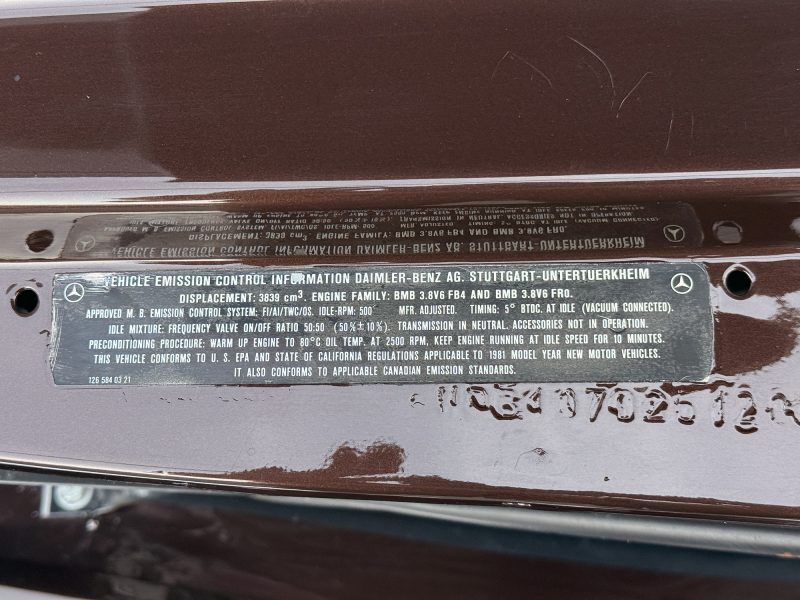 VEHICLE EMISSION CONTROL INFORMATION DAIMLER-BENZ AG. STUTTGART-UNTERTUERKHEIM
DISPLACEMENT: 3839 cm³. ENGINE FAMILY: BMB 3.8V6 FB4 AND BMB 3.8V6 FRO.
APPROVED M. B. EMISSION CONTROL SYSTEM: FI/AI/TWC/OS. IDLE-RPM: 500 MFR. ADJUSTED. TIMING: 5° BTDC. AT IDLE (VACUUM CONNECTED).
IDLE MIXTURE: FREQUENCY VALVE ON/OFF RATIO 50:50 (50%±10%). TRANSMISSION IN NEUTRAL. ACCESSORIES NOT IN OPERATION.
PRECONDITIONING PROCEDURE: WARM UP ENGINE TO 80°C OIL TEMP. AT 2500 RPM, KEEP ENGINE RUNNING AT IDLE SPEED FOR 10 MINUTES.
THIS VEHICLE CONFORMS TO U. S. EPA AND STATE OF CALIFORNIA REGULATIONS APPLICABLE TO 1981 MODEL YEAR NEW MOTOR VEHICLES.
IT ALSO CONFORMS TO APPLICABLE CANADIAN EMISSION STANDARDS.
126 584 03 21